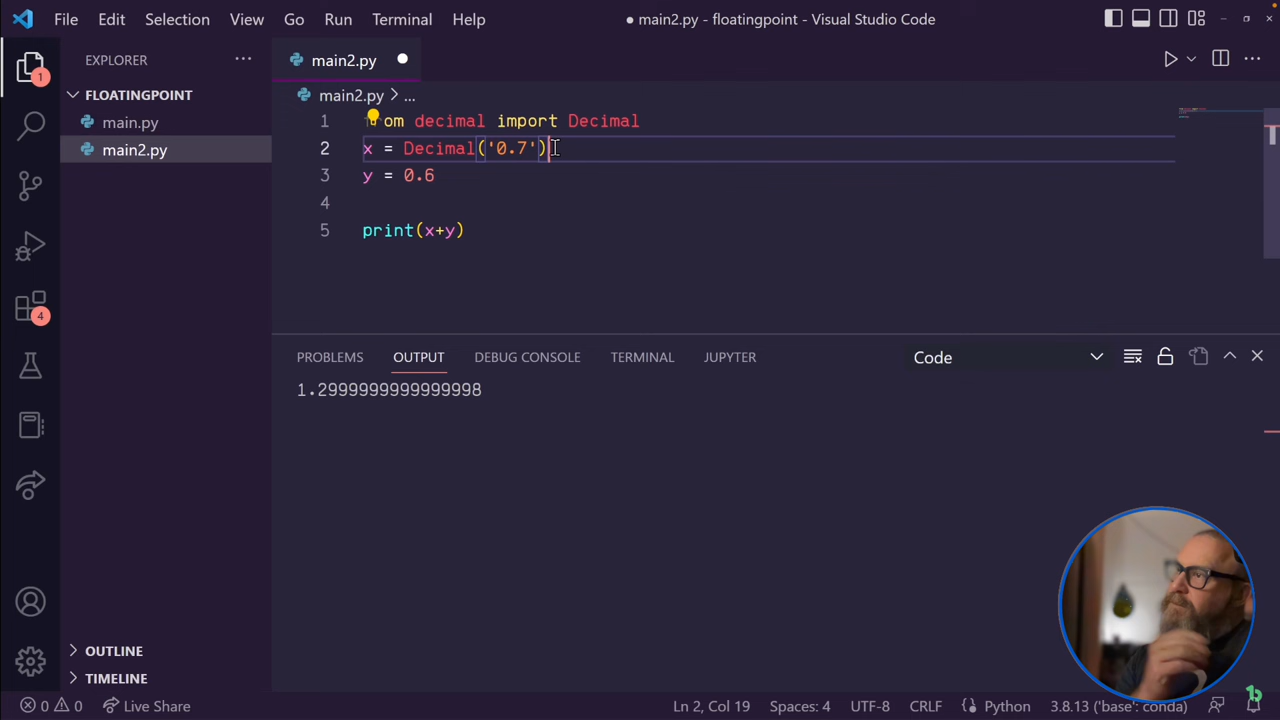 File Edit Selection View Go Run Terminal Help
● main2.py - floatingpoint - Visual Studio Code
EXPLORER
1
FLOATINGPOINT
main.py
main2.py
4
OUTLINE
TIMELINE
main2.py
main2.py > ...
1 from decimal import Decimal
2 x = Decimal('0.7')
3 y = 0.6
4
5 print(x+y)
PROBLEMS OUTPUT DEBUG CONSOLE TERMINAL JUPYTER Code
1.2999999999999998
0 0 Live Share Ln 2, Col 19 Spaces: 4 UTF-8 CRLF Python 3.8.13 ('base': conda)